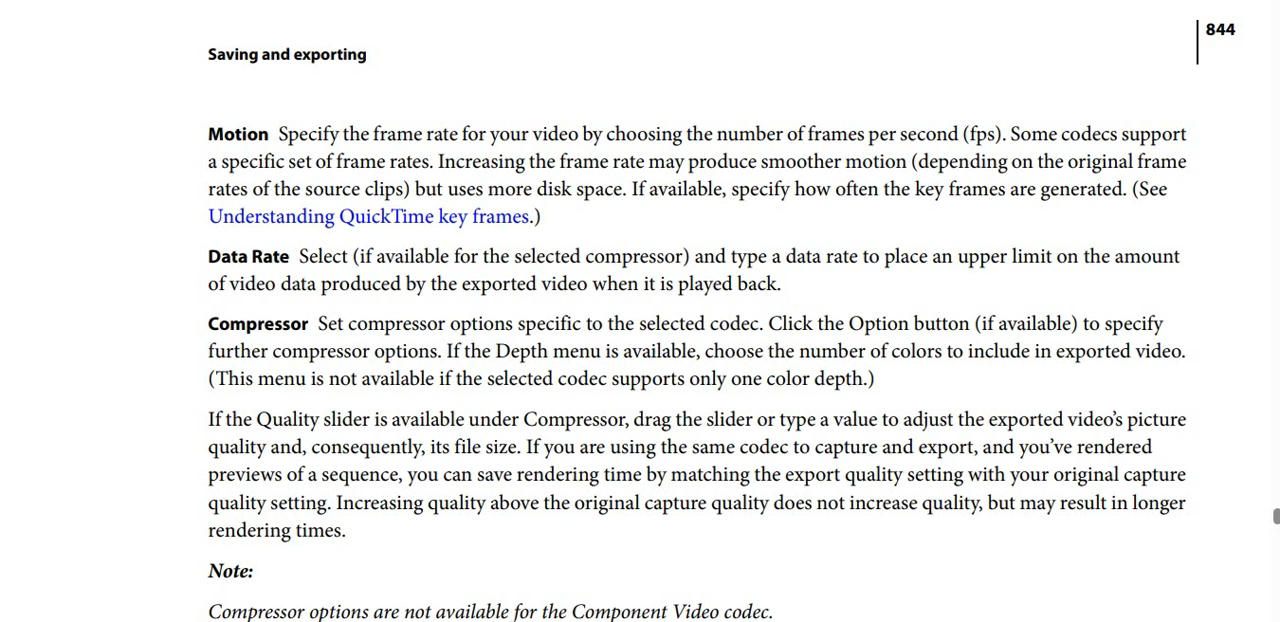 844
Saving and exporting
Motion Specify the frame rate for your video by choosing the number of frames per second (fps). Some codecs support
a specific set of frame rates. Increasing the frame rate may produce smoother motion (depending on the original frame
rates of the source clips) but uses more disk space. If available, specify how often the key frames are generated. (See
Understanding QuickTime key frames.)
Data Rate Select (if available for the selected compressor) and type a data rate to place an upper limit on the amount
of video data produced by the exported video when it is played back.
Compressor Set compressor options specific to the selected codec. Click the Option button (if available) to specify
further compressor options. If the Depth menu is available, choose the number of colors to include in exported video.
(This menu is not available if the selected codec supports only one color depth.)
If the Quality slider is available under Compressor, drag the slider or type a value to adjust the exported video’s picture
quality and, consequently, its file size. If you are using the same codec to capture and export, and you’ve rendered
previews of a sequence, you can save rendering time by matching the export quality setting with your original capture
quality setting. Increasing quality above the original capture quality does not increase quality, but may result in longer
rendering times.
Note:
Compressor options are not available for the Component Video codec.